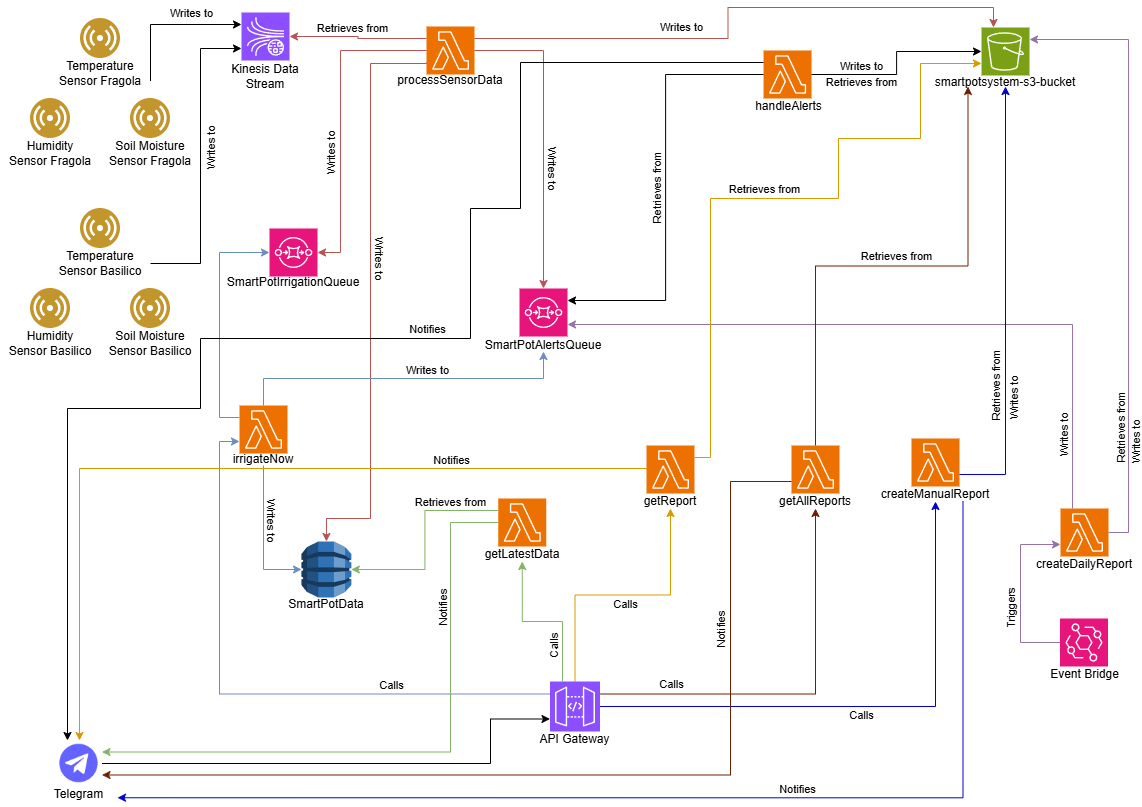 Writes to
Temperature
Sensor Fragola
Humidity
Sensor Fragola
Soil Moisture
Sensor Fragola
Temperature
Sensor Basilico
Humidity
Sensor Basilico
Soil Moisture
Sensor Basilico
Writes to
Kinesis Data
Stream
Retrieves from
processSensorData
Writes to
handleAlerts
Writes to
Retrieves from
smartpotsystem-s3-bucket
Writes to
Writes to
Writes to
Retrieves from
Retrieves from
Retrieves from
SmartPotIrrigationQueue
SmartPotAlertsQueue
Notifies
Writes to
irrigateNow
Notifies
Writes to
SmartPotData
Retrieves from
getLatestData
getReport
getAllReports
createManualReport
Retrieves from
Writes to
Writes to
Retrieves from
Writes to
createDailyReport
Triggers
Event Bridge
Notifies
Calls
Calls
Notifies
Calls
Calls
Calls
API Gateway
Telegram
Notifies